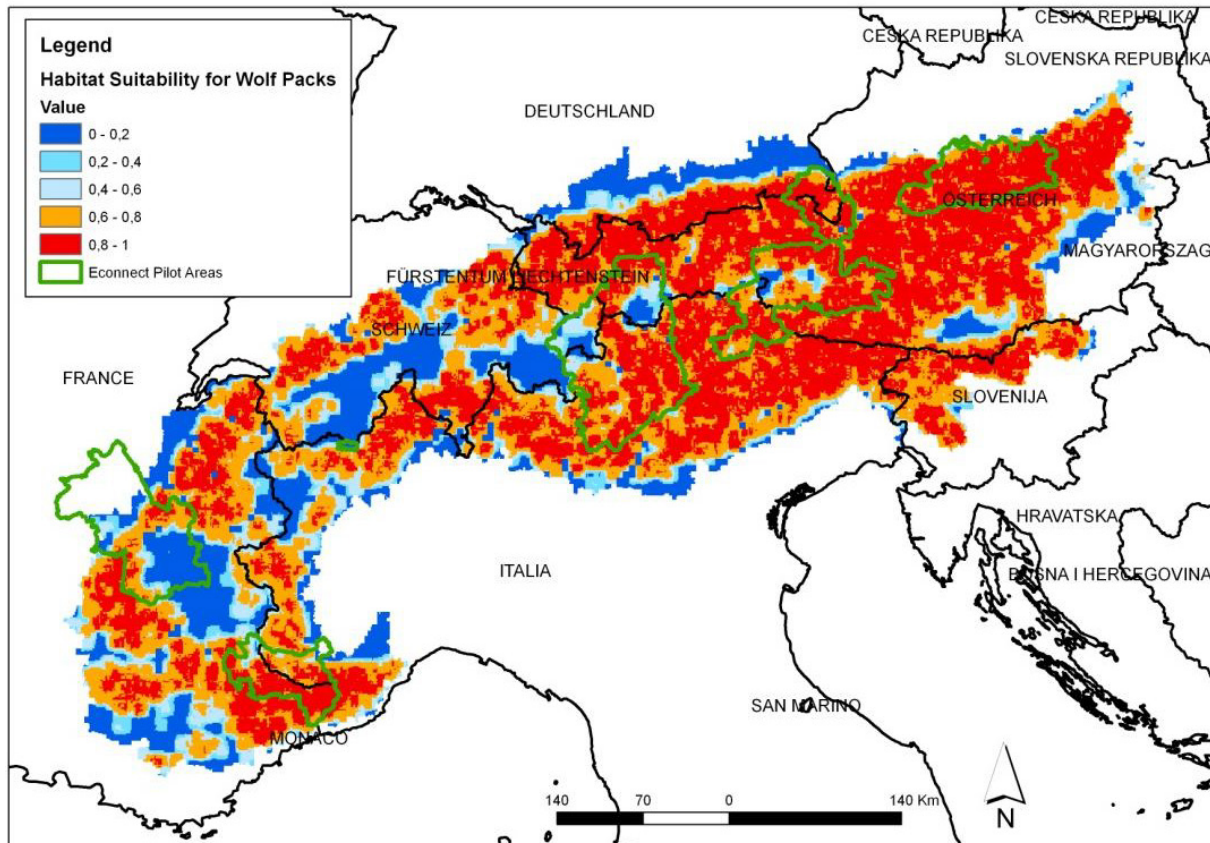 Legend
Habitat Suitability for Wolf Packs
Value
0 - 0,2
0,2 - 0,4
0,4 - 0,6
0,6 - 0,8
0,8 - 1
Econnect Pilot Areas
CESKA REPUBLIKA
CESKA REPUBLIKA
SLOVENSKA REPUBLIKA
DEUTSCHLAND
ÖSTERREICH
MAGYARORSZAG
FÜRSTENTUM LIECHTENSTEIN
SCHWEIZ
FRANCE
SLOVENIJA
HRAVATSKA
ITALIA
BOSNA I HERCEGOVINA
SAN MARINO
MONACO
140 70 0 140 Km
N